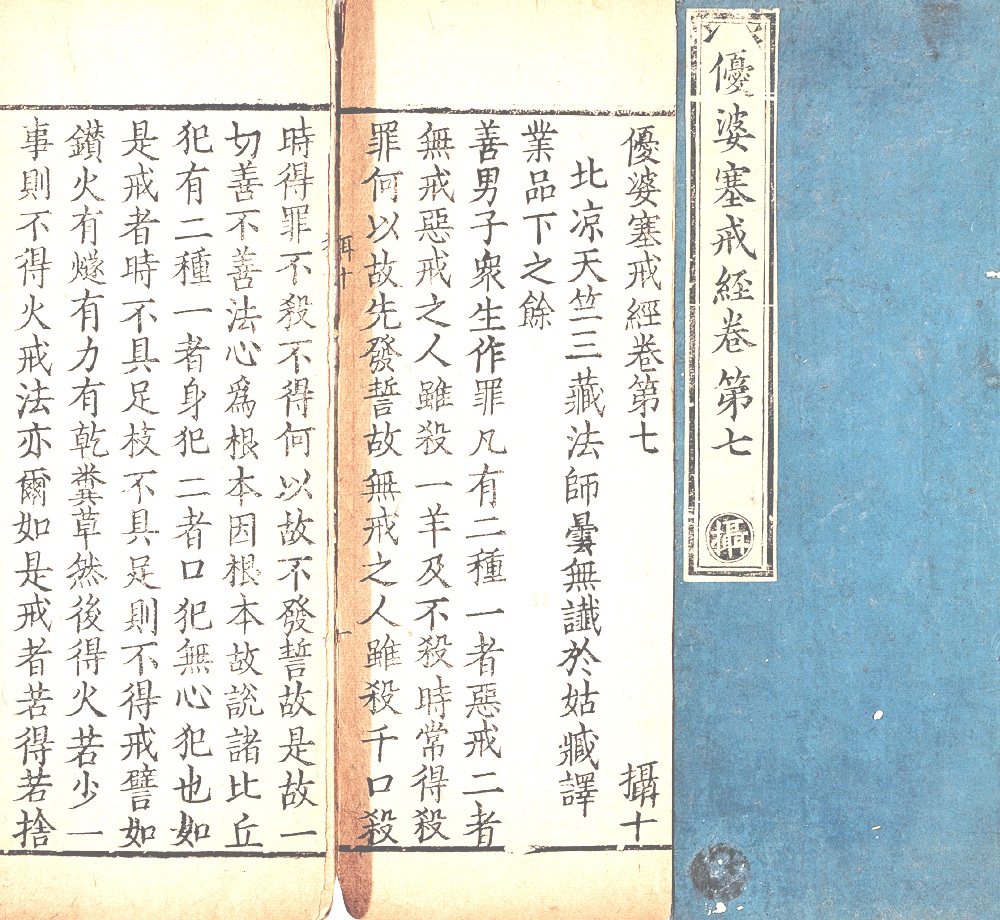 優婆塞戒經卷第七
攝
優婆塞戒經卷第七 攝十
北凉天竺三藏法師曇無讖於姑臧譯
業品下之餘
善男子衆生作罪凡有二種一者惡戒二者
無戒惡戒之人雖殺一羊及不殺時常得殺
罪何以故先發誓故無戒之人雖殺千口殺
時得罪不殺不得何以故不發誓故是故一
切善不善法心爲根本因根本故說諸比丘
犯有二種一者身犯二者口犯無心犯也如
是戒者時不具足枝不具足則不得戒譬如
鑚火有燧有力有乾糞草然後得火若少一
事則不得火戒法亦爾如是戒者若得若捨